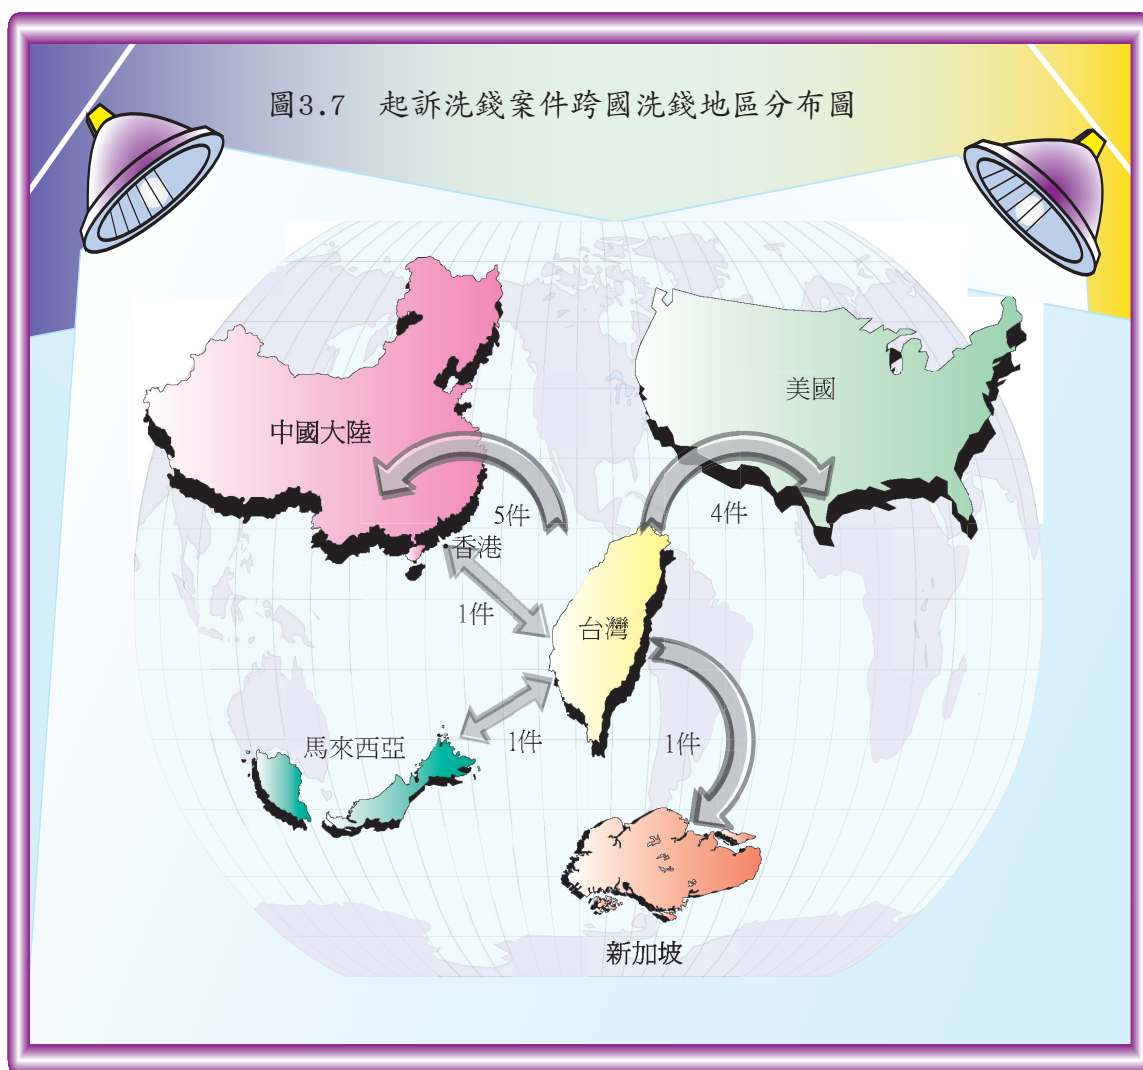 圖3.7 起訴洗錢案件跨國洗錢地區分布圖
美國
中國大陸
5件
4件
香港
1件
台灣
馬來西亞
1件
1件
新加坡